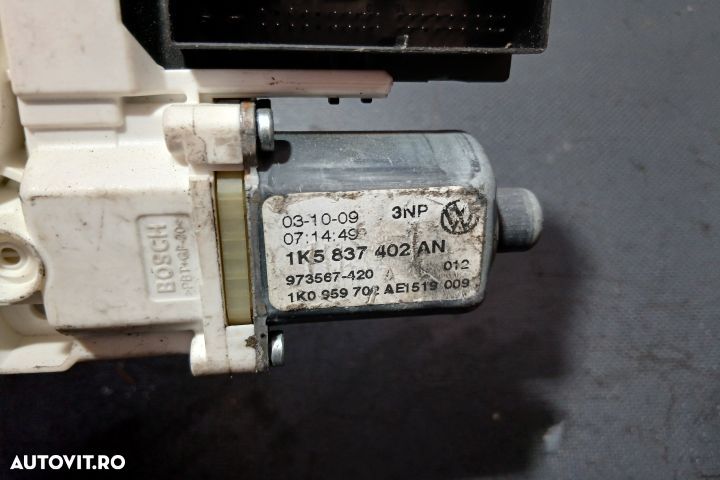 03-10-09 3NP
07:14:49
1K5 837 402 AN
973567-420 A 012
1K0 959 702 AE1519 009
BOSCH
AUTOVIT.RO